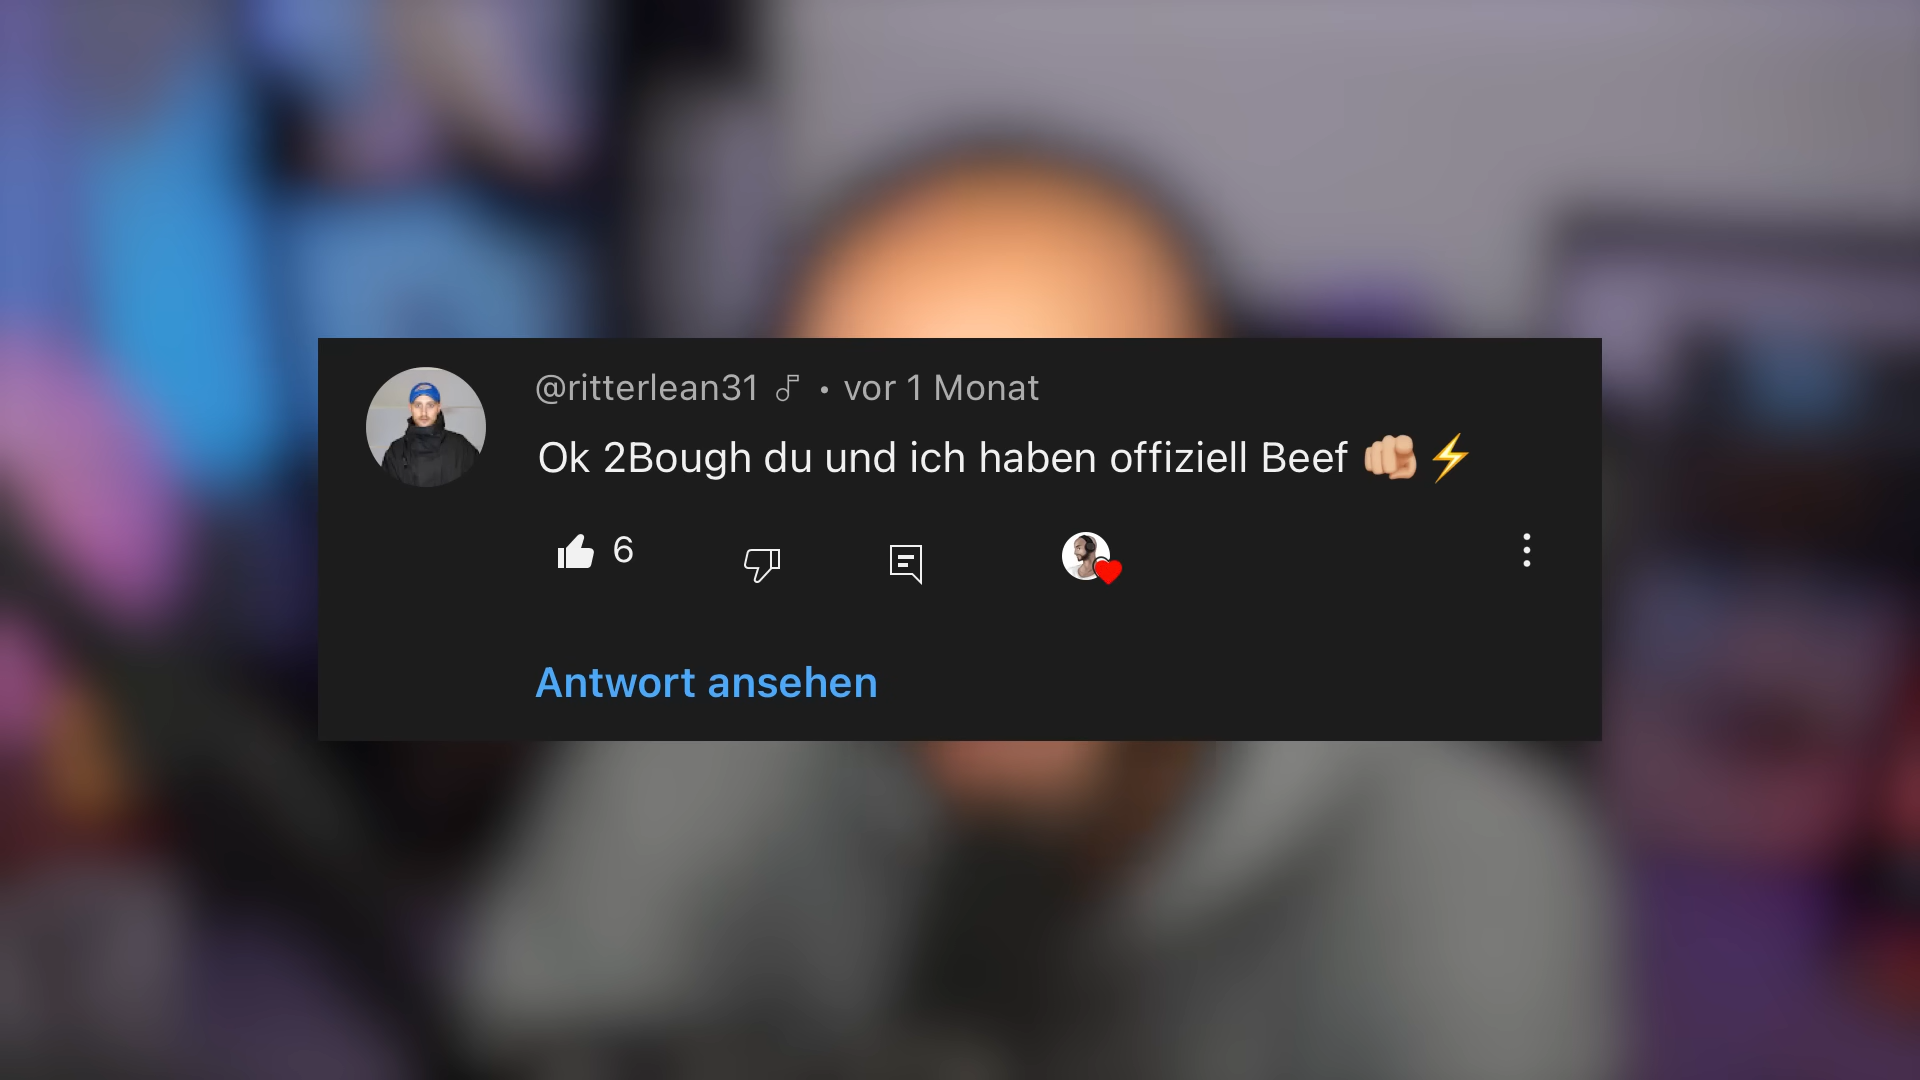 @ritterlean31 • vor 1 Monat
Ok 2Bough du und ich haben offiziell Beef 🫵🏼⚡
6
Antwort ansehen